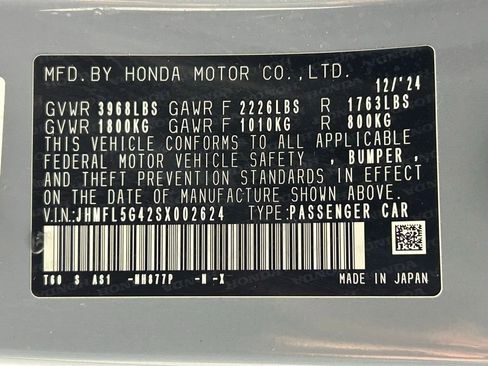 MFD. BY HONDA MOTOR CO., LTD.
12/'24
GVWR 3968LBS GAWR F 2226LBS R 1763LBS
GVWR 1800KG GAWR F 1010KG R 800KG
THIS VEHICLE CONFORMS TO ALL APPLICABLE
FEDERAL MOTOR VEHICLE SAFETY , BUMPER ,
AND THEFT PREVENTION STANDARDS IN EFFECT
ON THE DATE OF MANUFACTURE SHOWN ABOVE.
V.I.N: JHMFL5G42SX002624 TYPE: PASSENGER CAR
T60 S AS1 -NH877P -N -X
MADE IN JAPAN